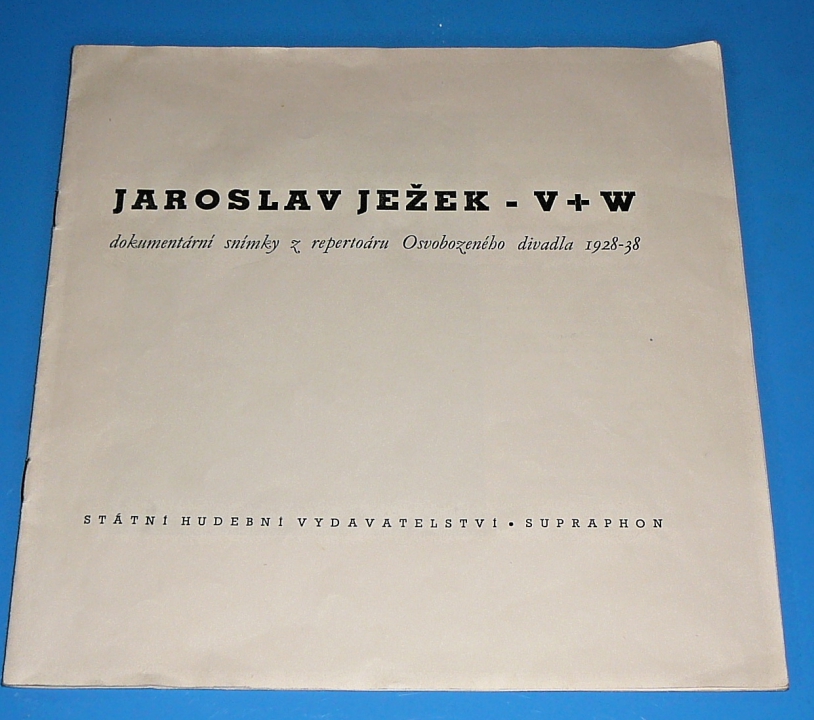 JAROSLAV JEŽEK - V+W
dokumentární snímky z repertoáru Osvobozeného divadla 1928-38
STÁTNÍ HUDEBNÍ VYDAVATELSTVÍ • SUPRAPHON